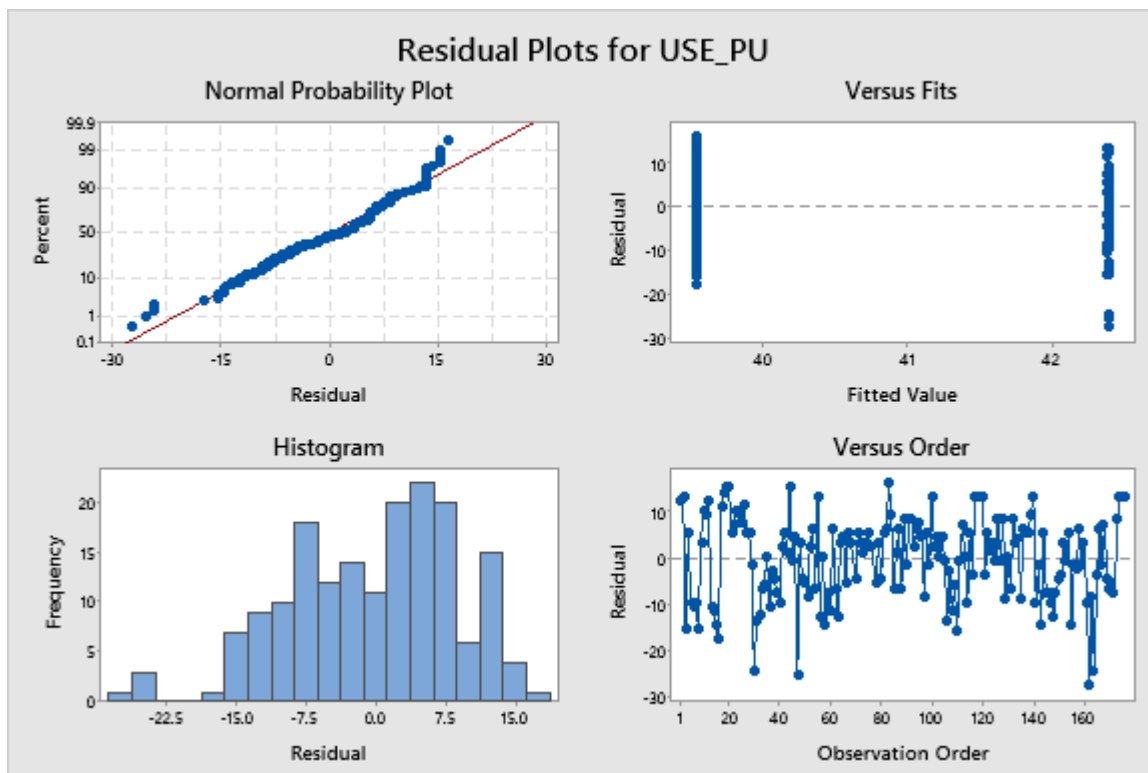 Residual Plots for USE_PU
Normal Probability Plot
99.9
99
90
50
10
1
0.1
Percent
-30 -15 0 15 30
Residual
Versus Fits
10
0
-10
-20
-30
Residual
40 41 42
Fitted Value
Histogram
20
15
10
5
0
Frequency
-22.5 -15.0 -7.5 0.0 7.5 15.0
Residual
Versus Order
10
0
-10
-20
-30
Residual
1 20 40 60 80 100 120 140 160
Observation Order